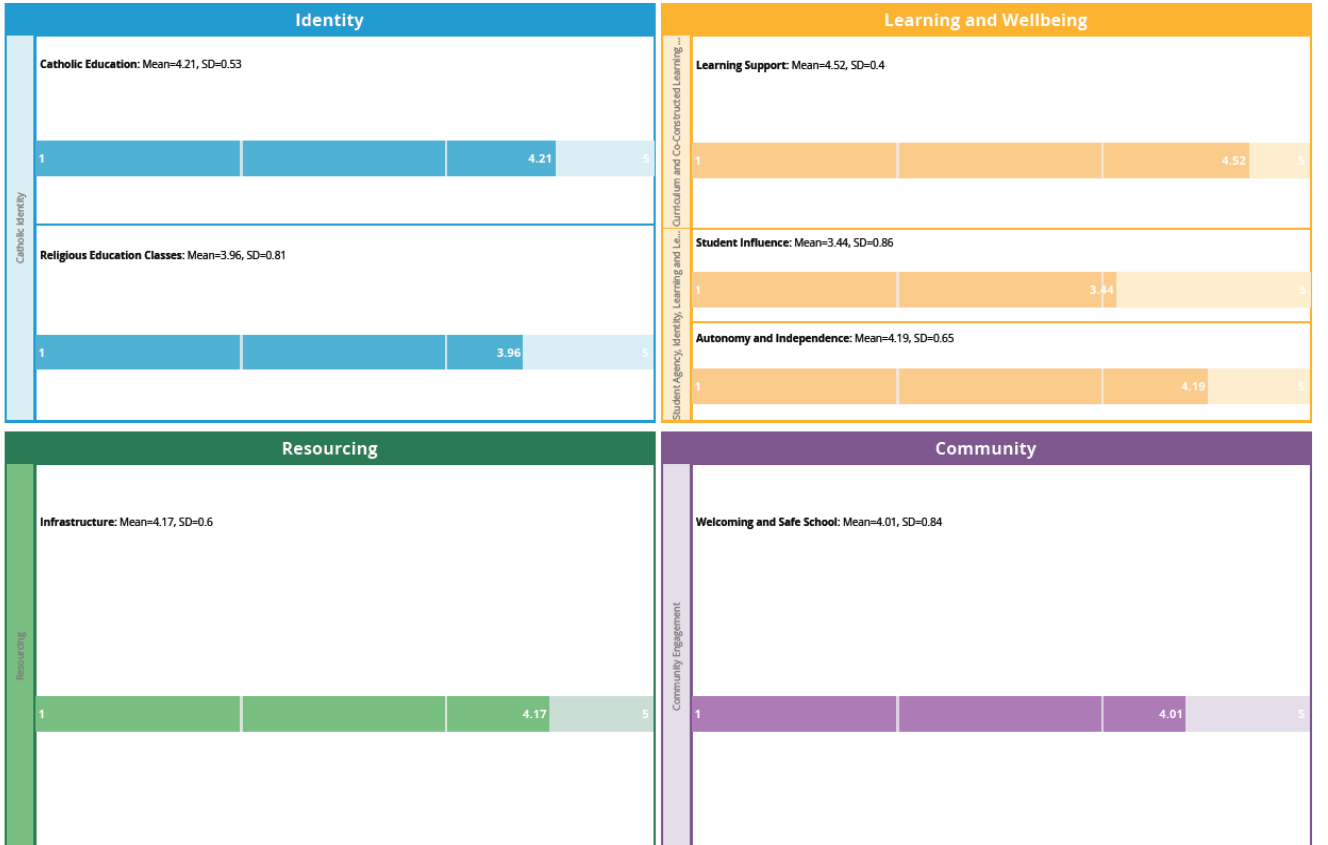 Identity
Catholic Identity
Catholic Education: Mean=4.21, SD=0.53
1 4.21 5
Religious Education Classes: Mean=3.96, SD=0.81
1 3.96 5
Learning and Wellbeing
Curriculum and Co-Constructed Learning ...
Learning Support: Mean=4.52, SD=0.4
1 4.52 5
Student Agency, Identity, Learning and Le...
Student Influence: Mean=3.44, SD=0.86
1 3.44 5
Autonomy and Independence: Mean=4.19, SD=0.65
1 4.19 5
Resourcing
Resourcing
Infrastructure: Mean=4.17, SD=0.6
1 4.17 5
Community
Community Engagement
Welcoming and Safe School: Mean=4.01, SD=0.84
1 4.01 5